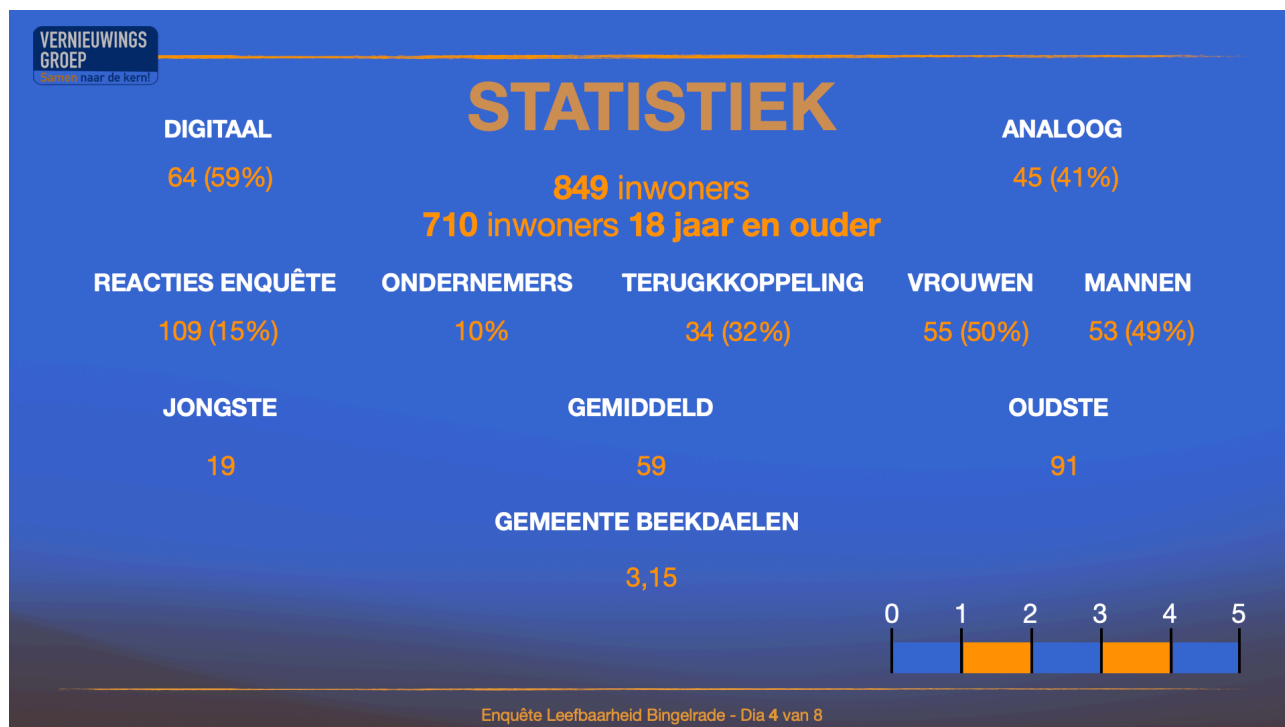 VERNIEUWINGS
GROEP
Samen naar de kern!
STATISTIEK
DIGITAAL
64 (59%)
ANALOOG
45 (41%)
849 inwoners
710 inwoners 18 jaar en ouder
REACTIES ENQUÊTE
109 (15%)
ONDERNEMERS
10%
TERUGKKOPPELING
34 (32%)
VROUWEN
55 (50%)
MANNEN
53 (49%)
JONGSTE
19
GEMIDDELD
59
OUDSTE
91
GEMEENTE BEEKDAELEN
3,15
0 1 2 3 4 5
Enquête Leefbaarheid Bingelrade - Dia 4 van 8